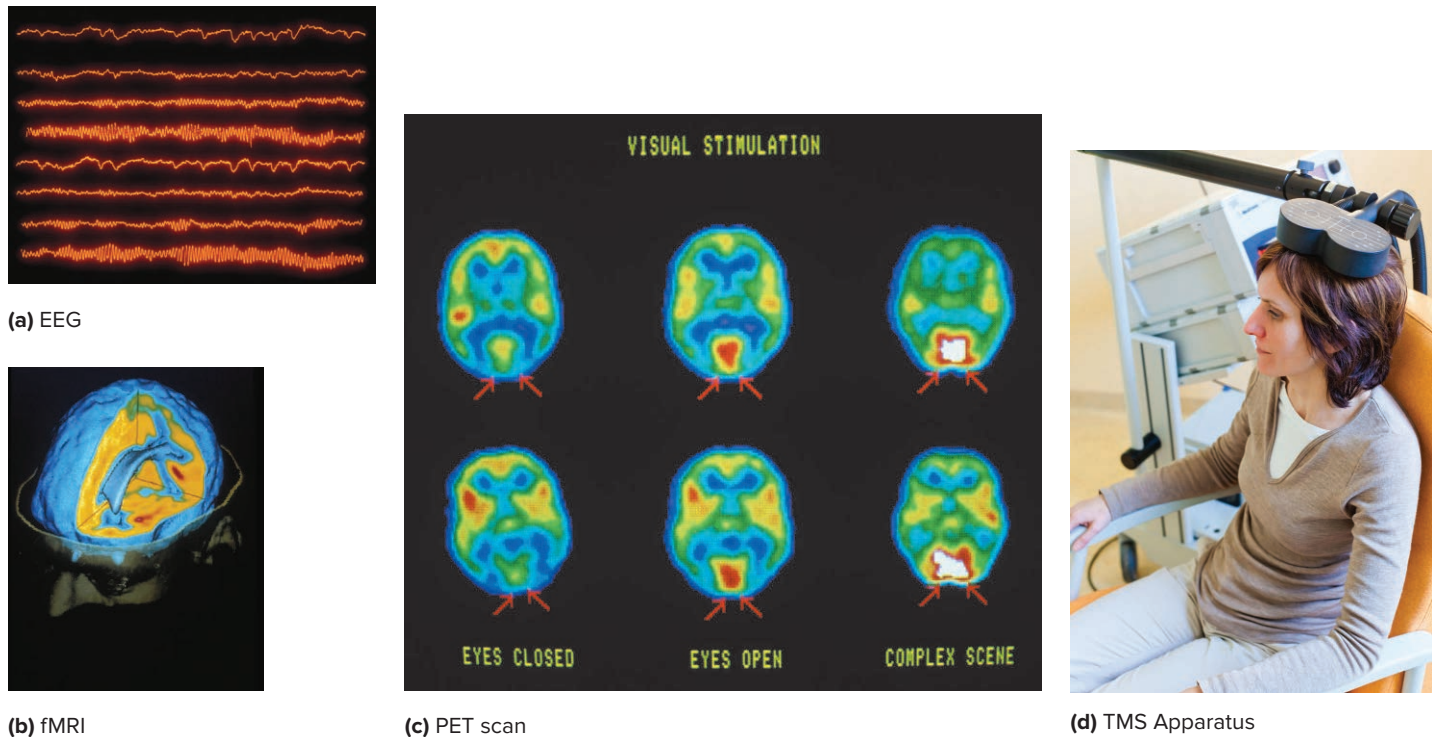 (a) EEG
(b) fMRI
VISUAL STIMULATION
EYES CLOSED
EYES OPEN
COMPLEX SCENE
(c) PET scan
(d) TMS Apparatus